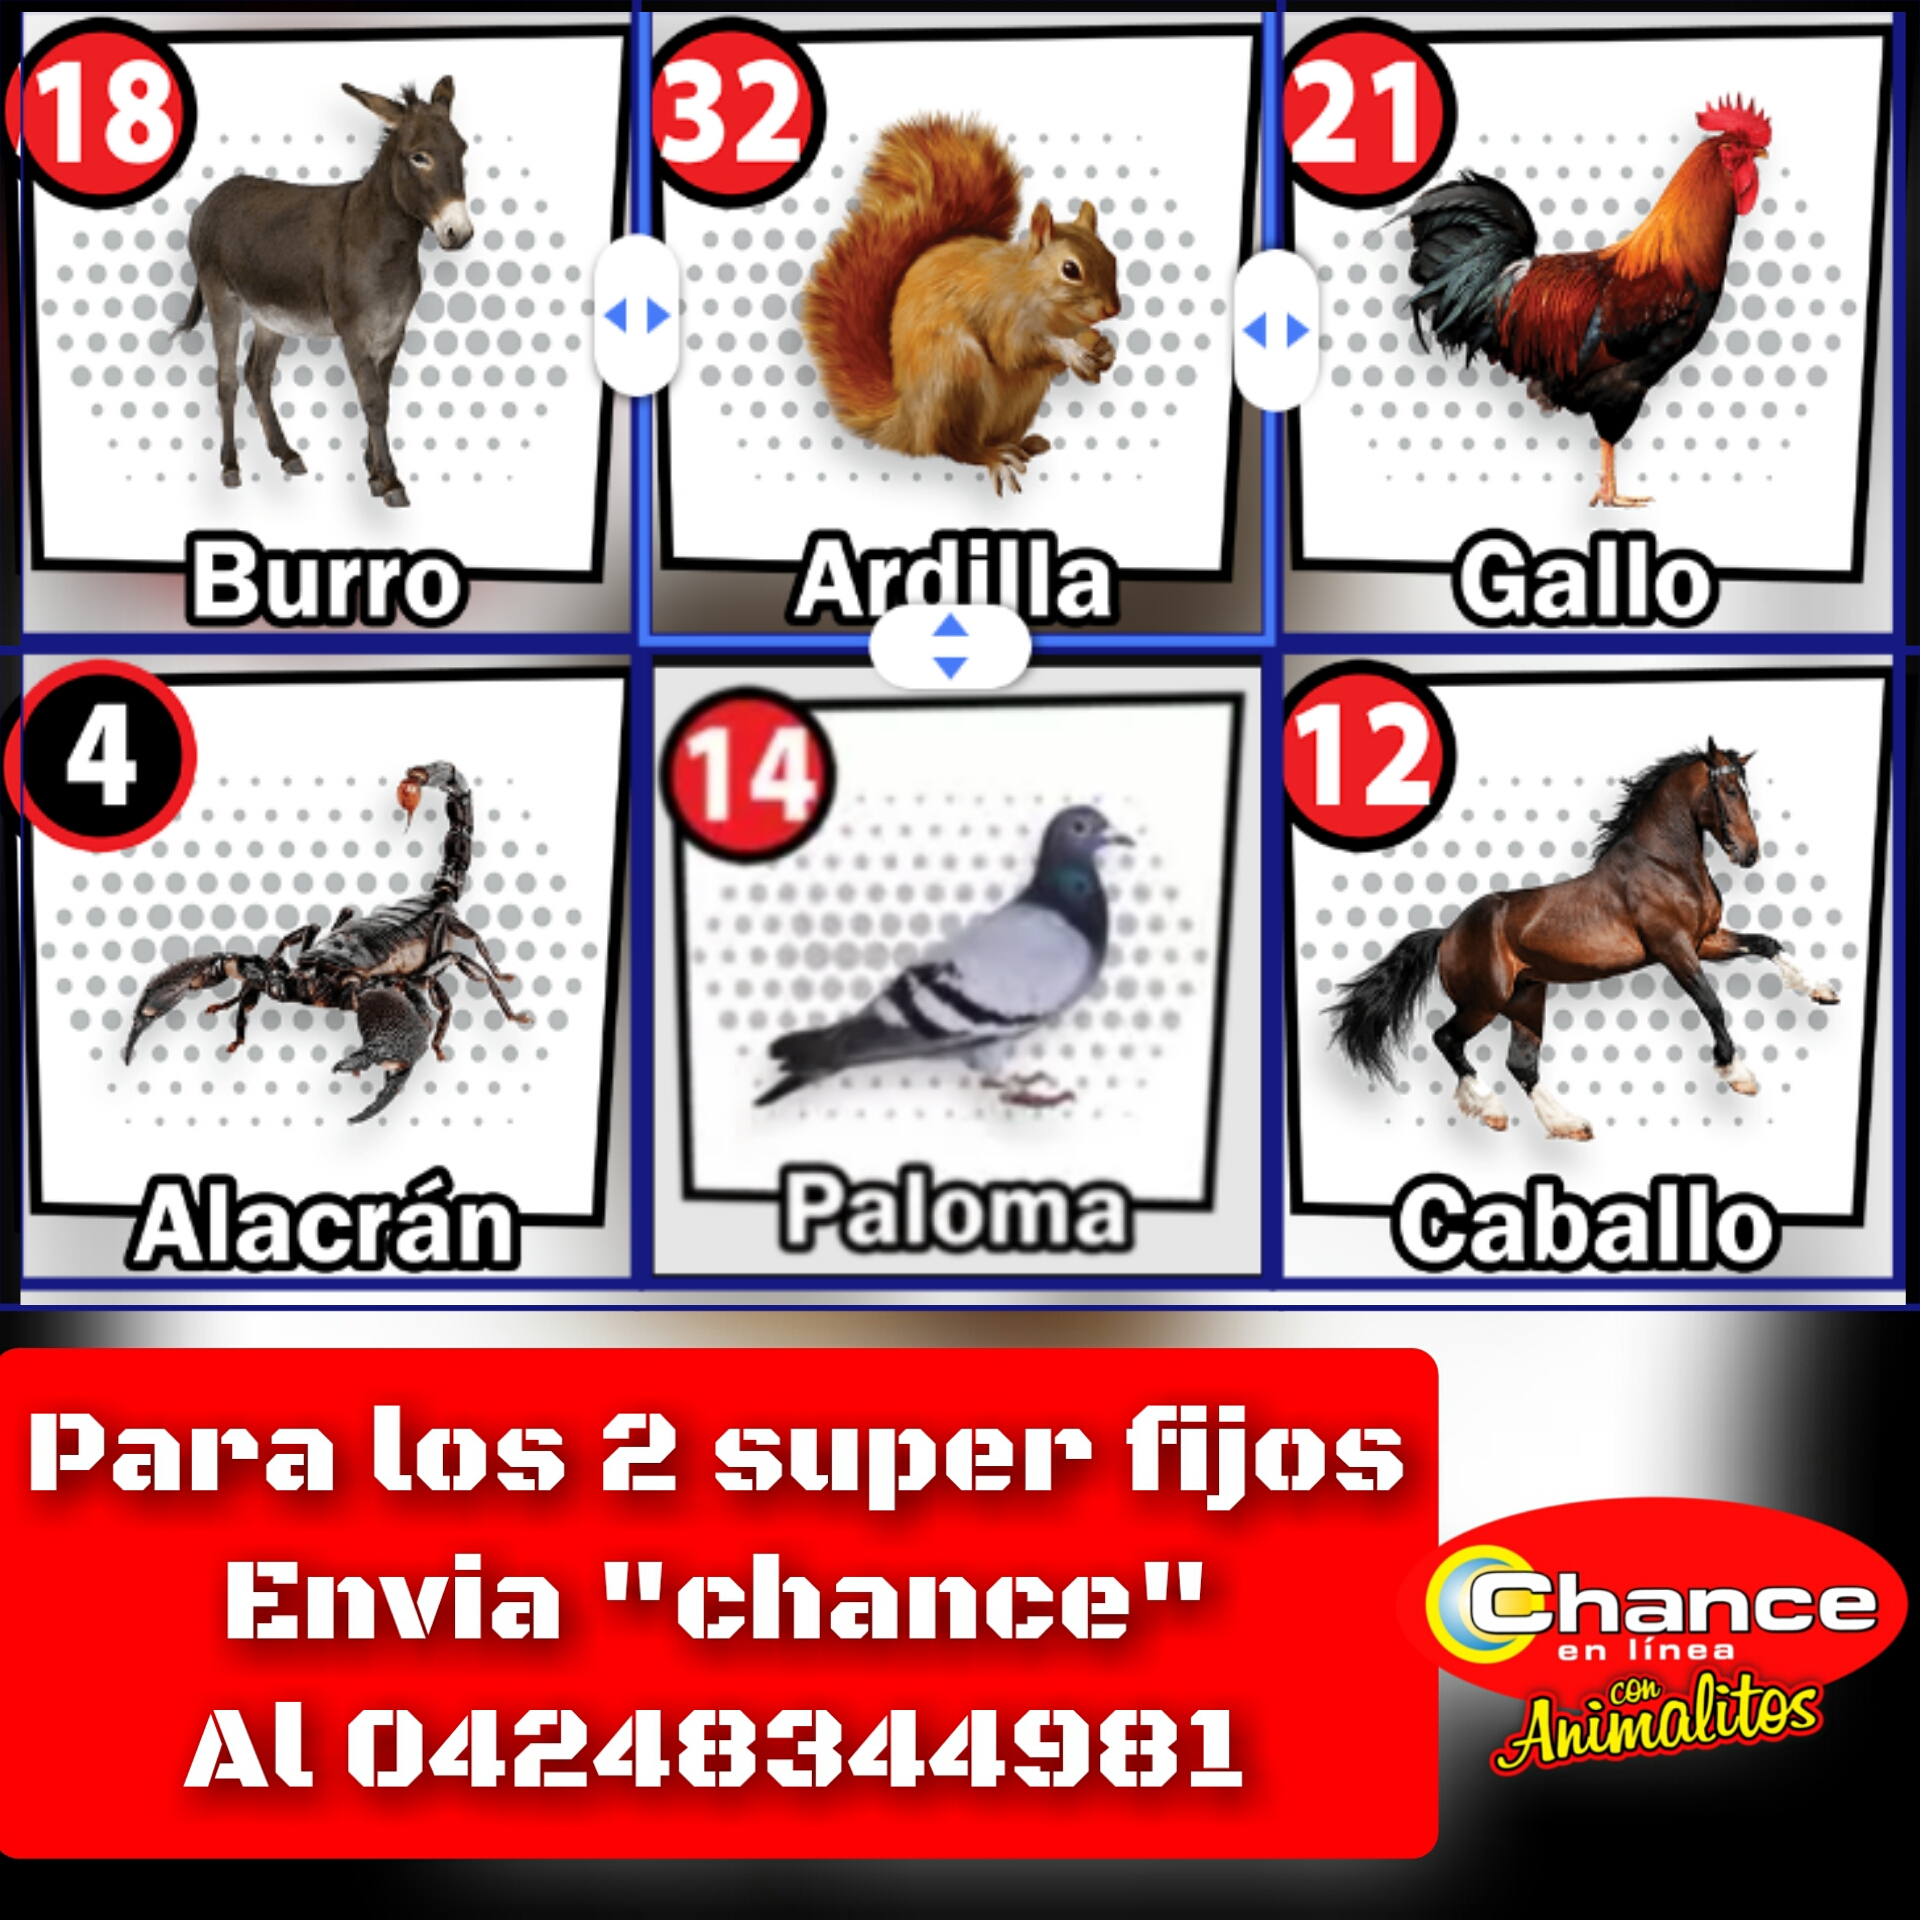 18
32
21
Burro
Ardilla
Gallo
4
14
12
Alacrán
Paloma
Caballo
Para los 2 super fijos
Envia "chance"
Al 04248344981
Chance
en línea
con
Animalitos